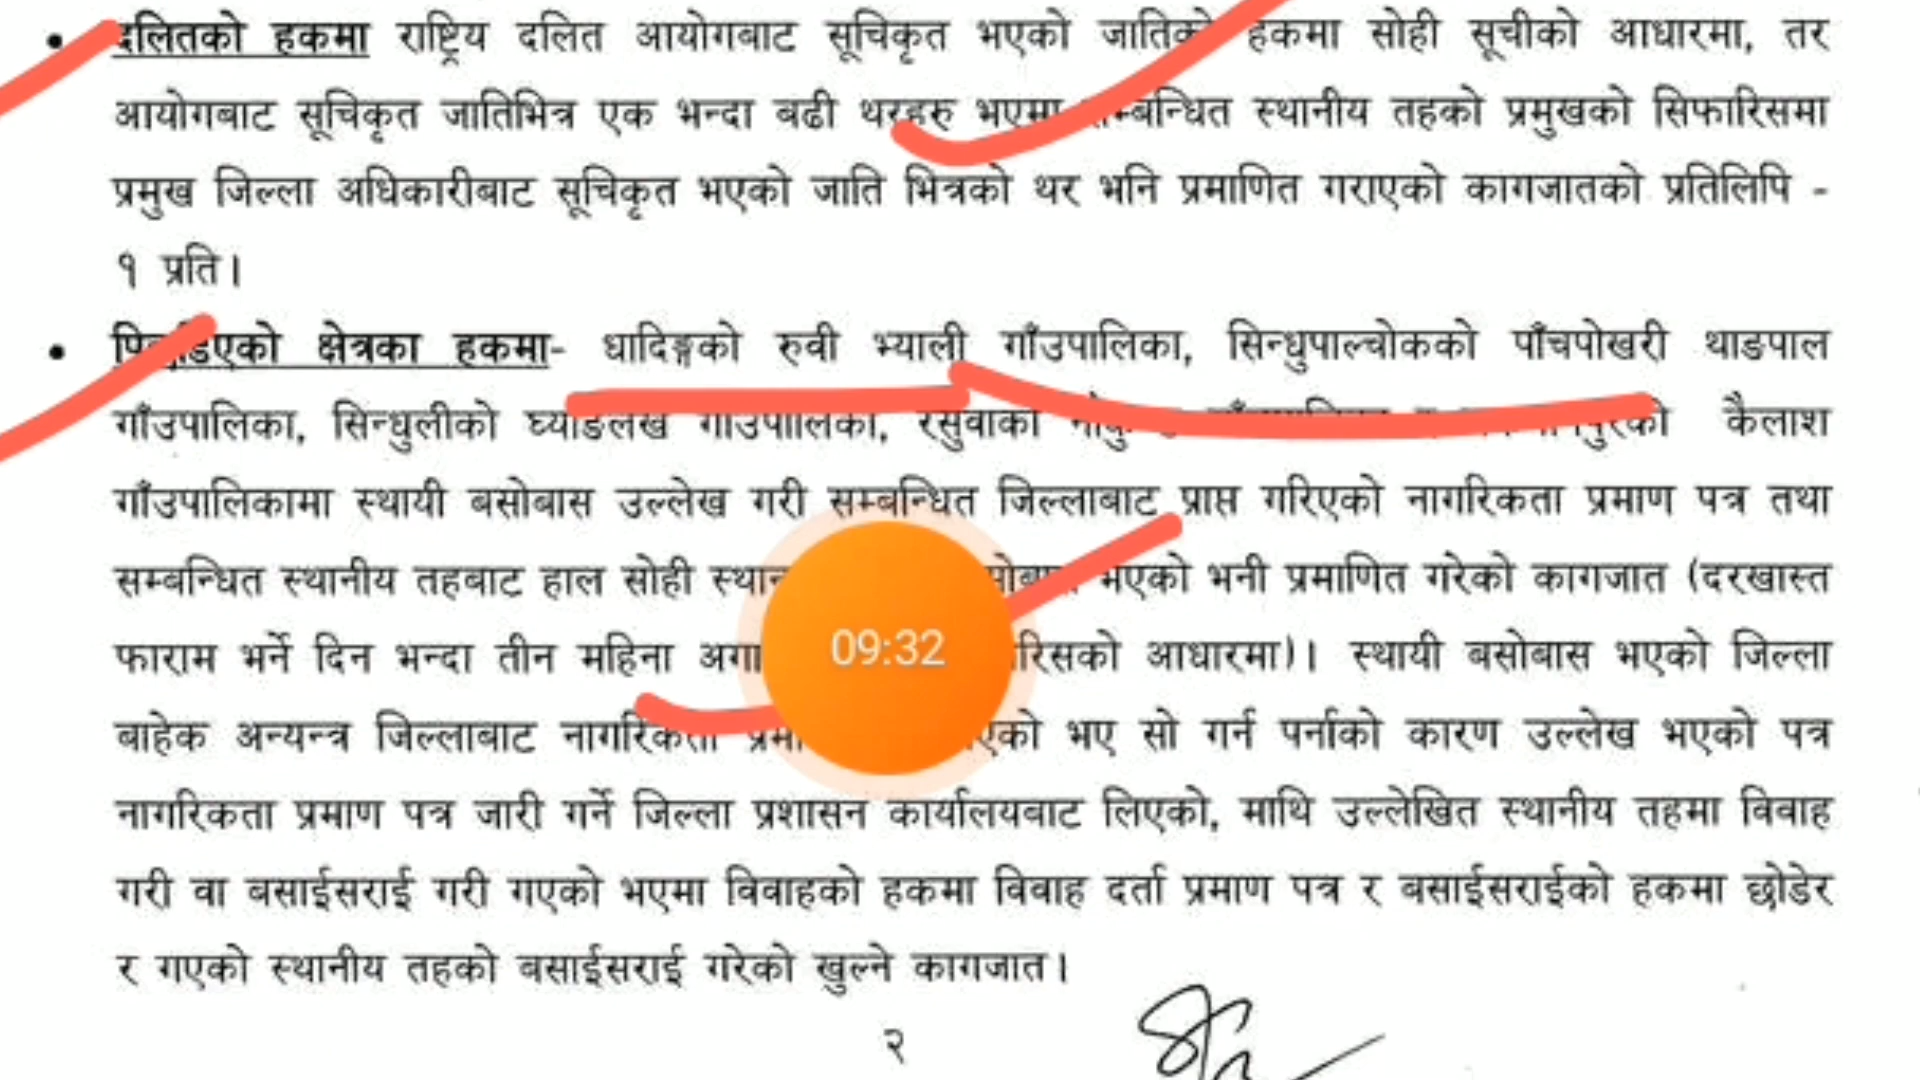 • दलितको हकमा राष्ट्रिय दलित आयोगबाट सूचिकृत भएको जातिको हकमा सोही सूचीको आधारमा, तर
आयोगबाट सूचिकृत जातिभित्र एक भन्दा बढी थरहरु भएमा सम्बन्धित स्थानीय तहको प्रमुखको सिफारिसमा
प्रमुख जिल्ला अधिकारीबाट सूचिकृत भएको जाति भित्रको थर भनि प्रमाणित गराएको कागजातको प्रतिलिपि -
१ प्रति।
• क्षेत्रका हकमा- धादिङ्गको रुवी भ्याली गाँउपालिका, सिन्धुपाल्चोकको पाँचपोखरी थाङपाल
गाँउपालिका, सिन्धुलीको घ्याङलेख गाँउपालिका, रसुवाको कैलाश
गाँउपालिकामा स्थायी बसोबास उल्लेख गरी सम्बन्धित जिल्लाबाट प्राप्त गरिएको नागरिकता प्रमाण पत्र तथा
सम्बन्धित स्थानीय तहबाट हाल सोही भएको भनी प्रमाणित गरेको कागजात (दरखास्त
फाराम भर्ने दिन भन्दा तीन महिना 09:32 आधारमा)। स्थायी बसोबास भएको जिल्ला
बाहेक अन्यन्त्र जिल्लाबाट नागरिकता भए सो गर्न पर्नाको कारण उल्लेख भएको पत्र
नागरिकता प्रमाण पत्र जारी गर्ने जिल्ला प्रशासन कार्यालयबाट लिएको, माथि उल्लेखित स्थानीय तहमा विवाह
गरी वा बसाईसराई गरी गएको भएमा विवाहको हकमा विवाह दर्ता प्रमाण पत्र र बसाईसराईको हकमा छोडेर
र गएको स्थानीय तहको बसाईसराई गरेको खुल्ने कागजात।
२